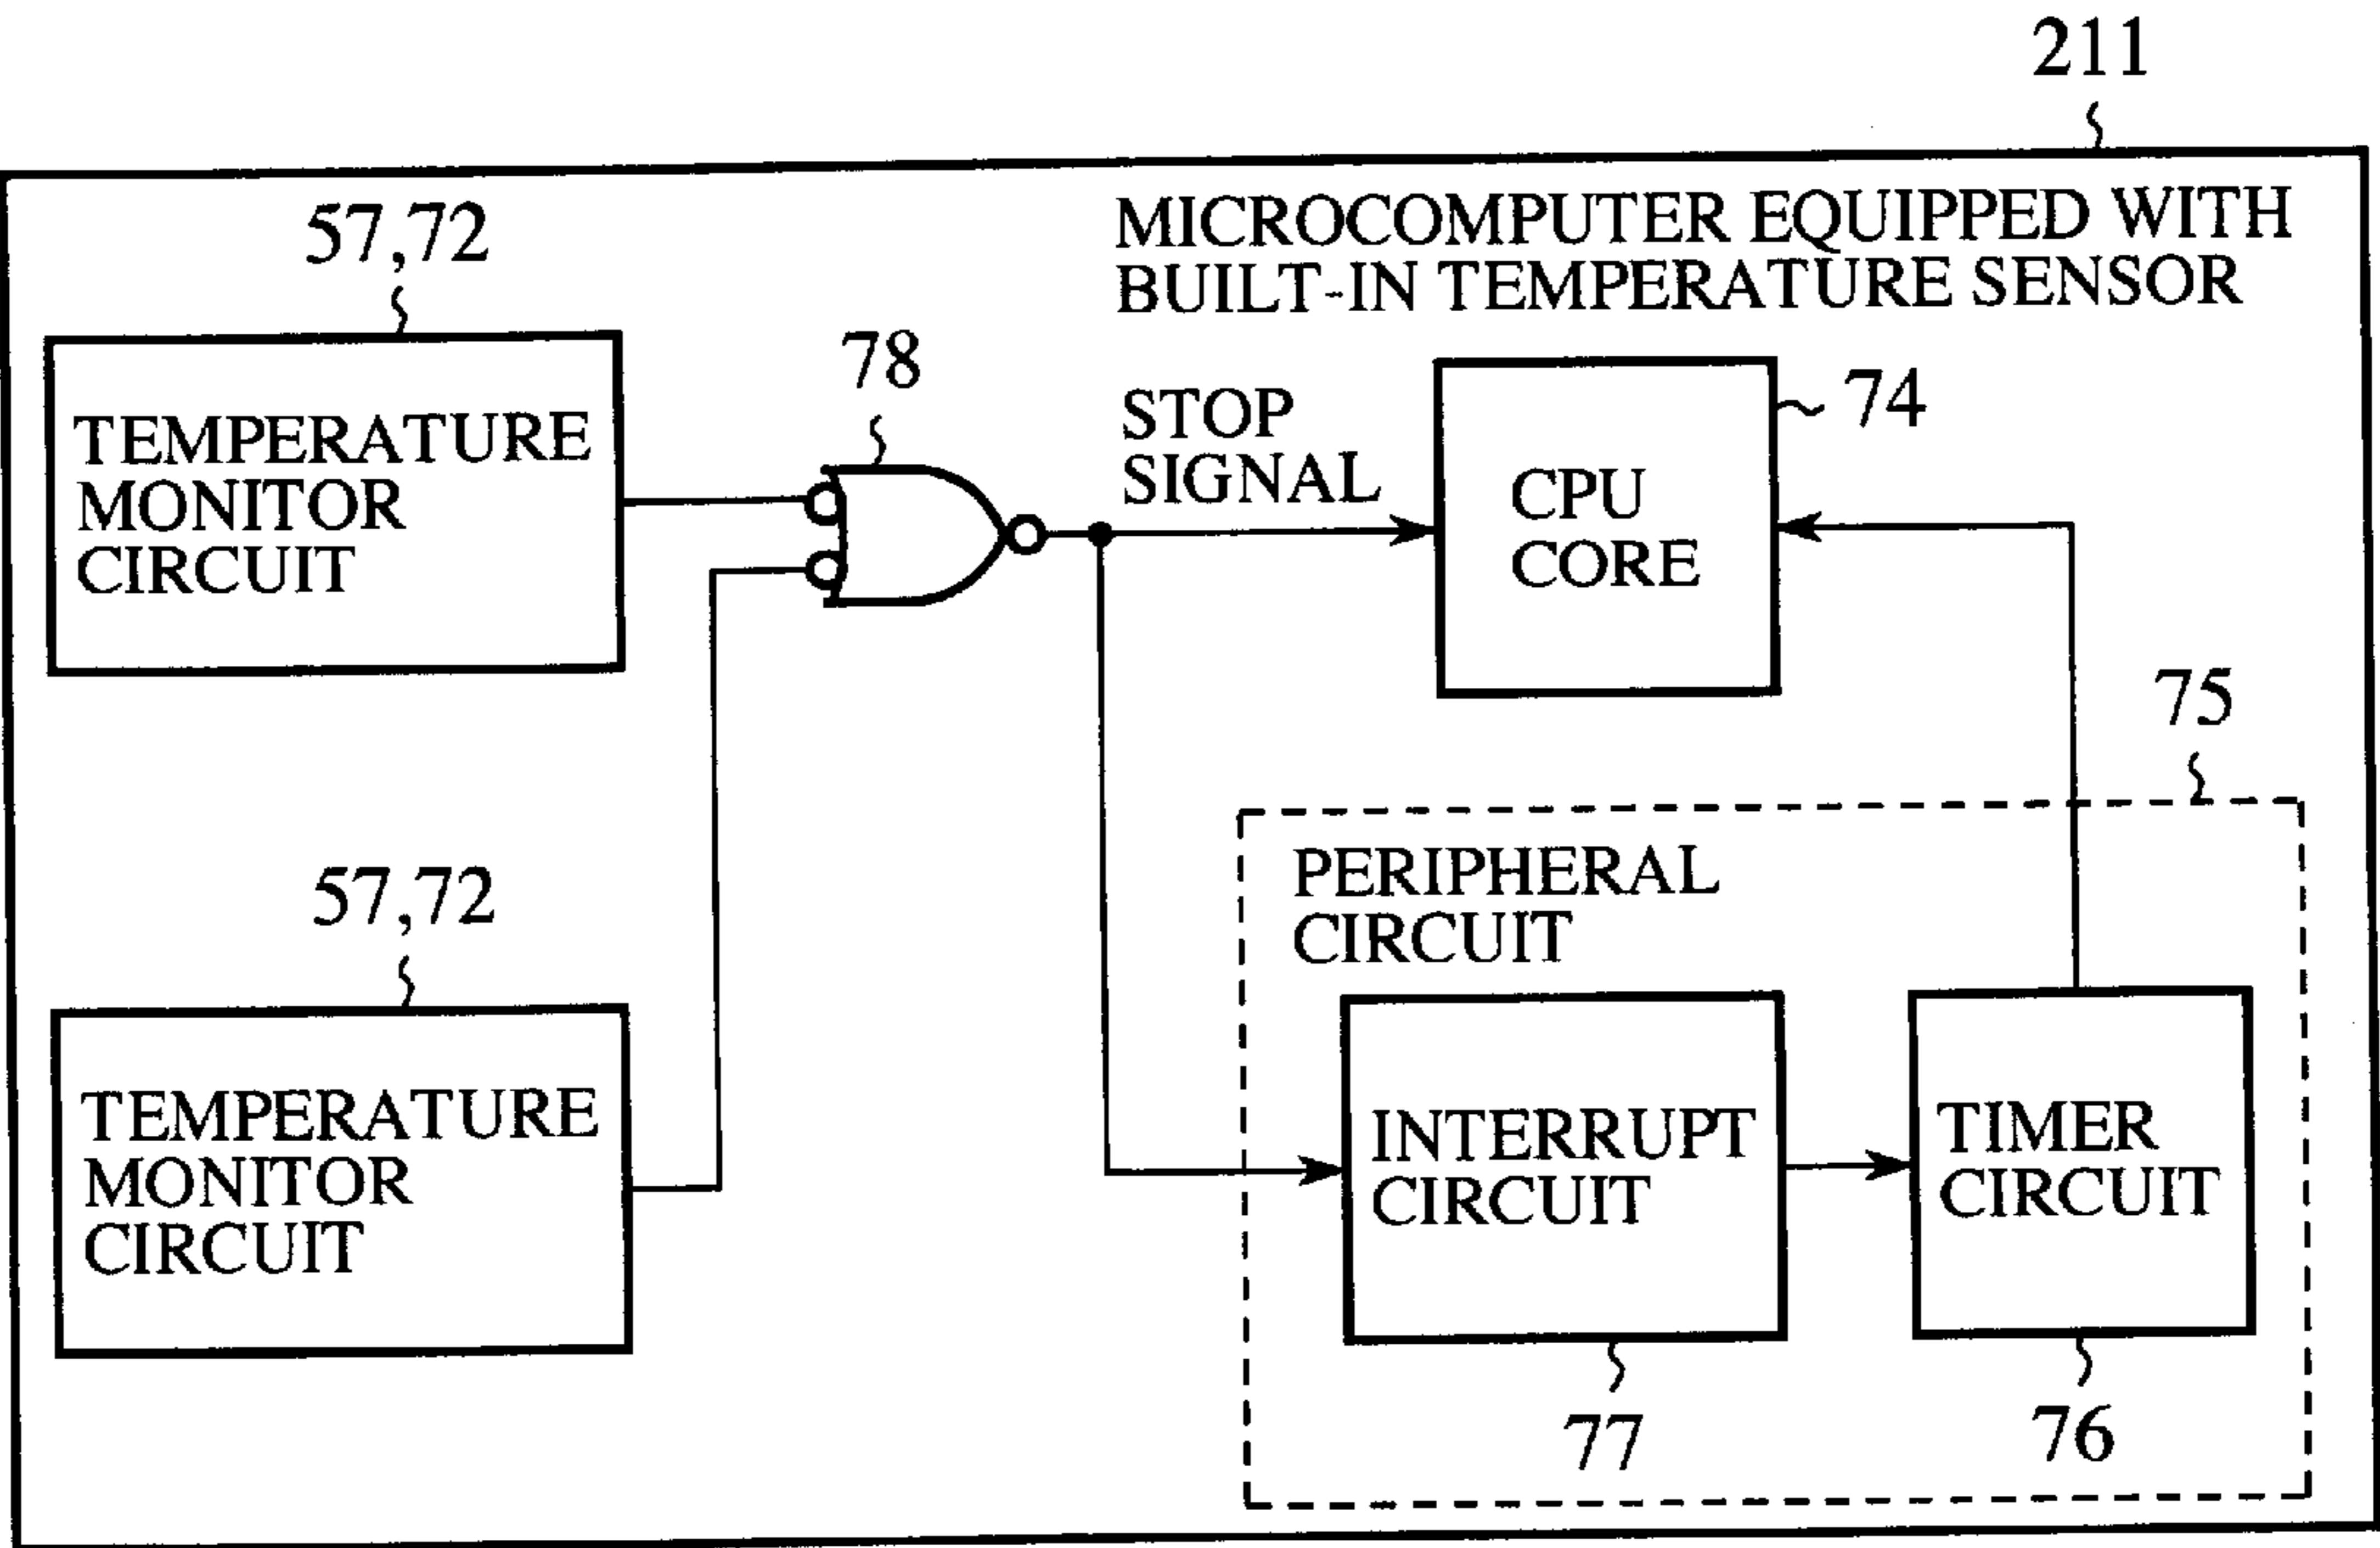 211
MICROCOMPUTER EQUIPPED WITH
BUILT-IN TEMPERATURE SENSOR
57,72
TEMPERATURE
MONITOR
CIRCUIT
78
STOP
SIGNAL
CPU
CORE
74
75
57,72
TEMPERATURE
MONITOR
CIRCUIT
PERIPHERAL
CIRCUIT
INTERRUPT
CIRCUIT
TIMER
CIRCUIT
77
76